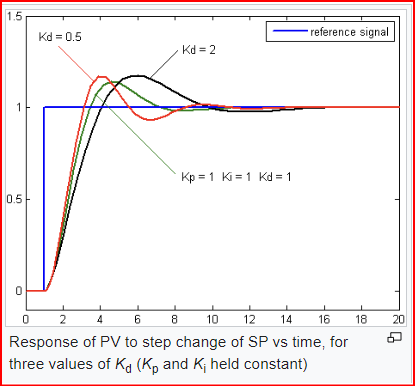 1.5
Kd = 0.5
Kd = 2
reference signal
1
Kp = 1 Ki = 1 Kd = 1
0.5
0
0 2 4 6 8 10 12 14 16 18 20
Response of PV to step change of SP vs time, for
three values of Kd (Kp and Ki held constant)